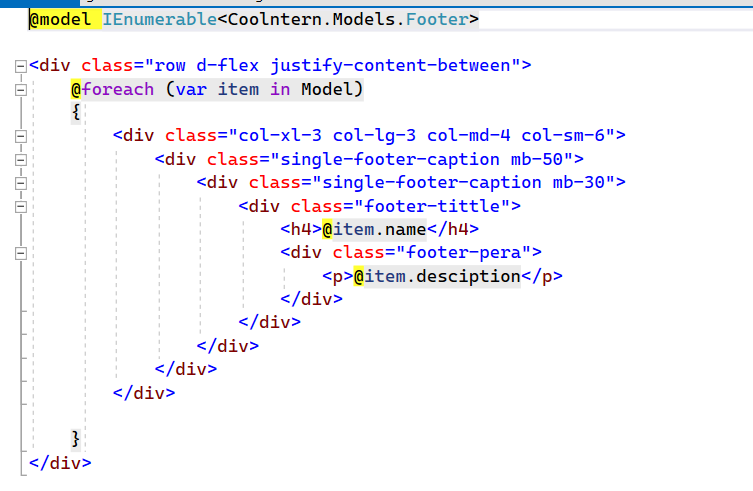 @model IEnumerable<Coolntern.Models.Footer>
<div class="row d-flex justify-content-between">
@foreach (var item in Model)
{
<div class="col-xl-3 col-lg-3 col-md-4 col-sm-6">
<div class="single-footer-caption mb-50">
<div class="single-footer-caption mb-30">
<div class="footer-tittle">
<h4>@item.name</h4>
<div class="footer-pera">
<p>@item.desciption</p>
</div>
</div>
</div>
</div>
</div>
}
</div>